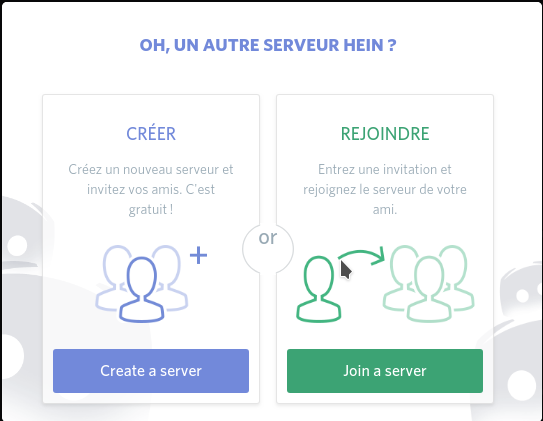 OH, UN AUTRE SERVEUR HEIN ?
CRÉER
Créez un nouveau serveur et
invitez vos amis. C'est
gratuit !
Create a server
or
REJOINDRE
Entrez une invitation et
rejoignez le serveur de votre
ami.
Join a server